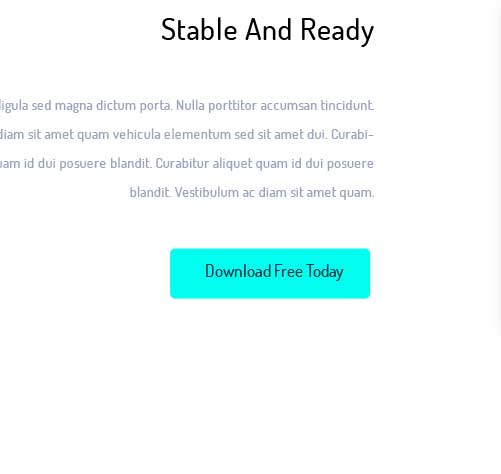 Stable And Ready
ligula sed magna dictum porta. Nulla porttitor accumsan tincidunt.
diam sit amet quam vehicula elementum sed sit amet dui. Curabi-
id dui posuere blandit. Curabitur aliquet quam id dui posuere
blandit. Vestibulum ac diam sit amet quam.
Download Free Today